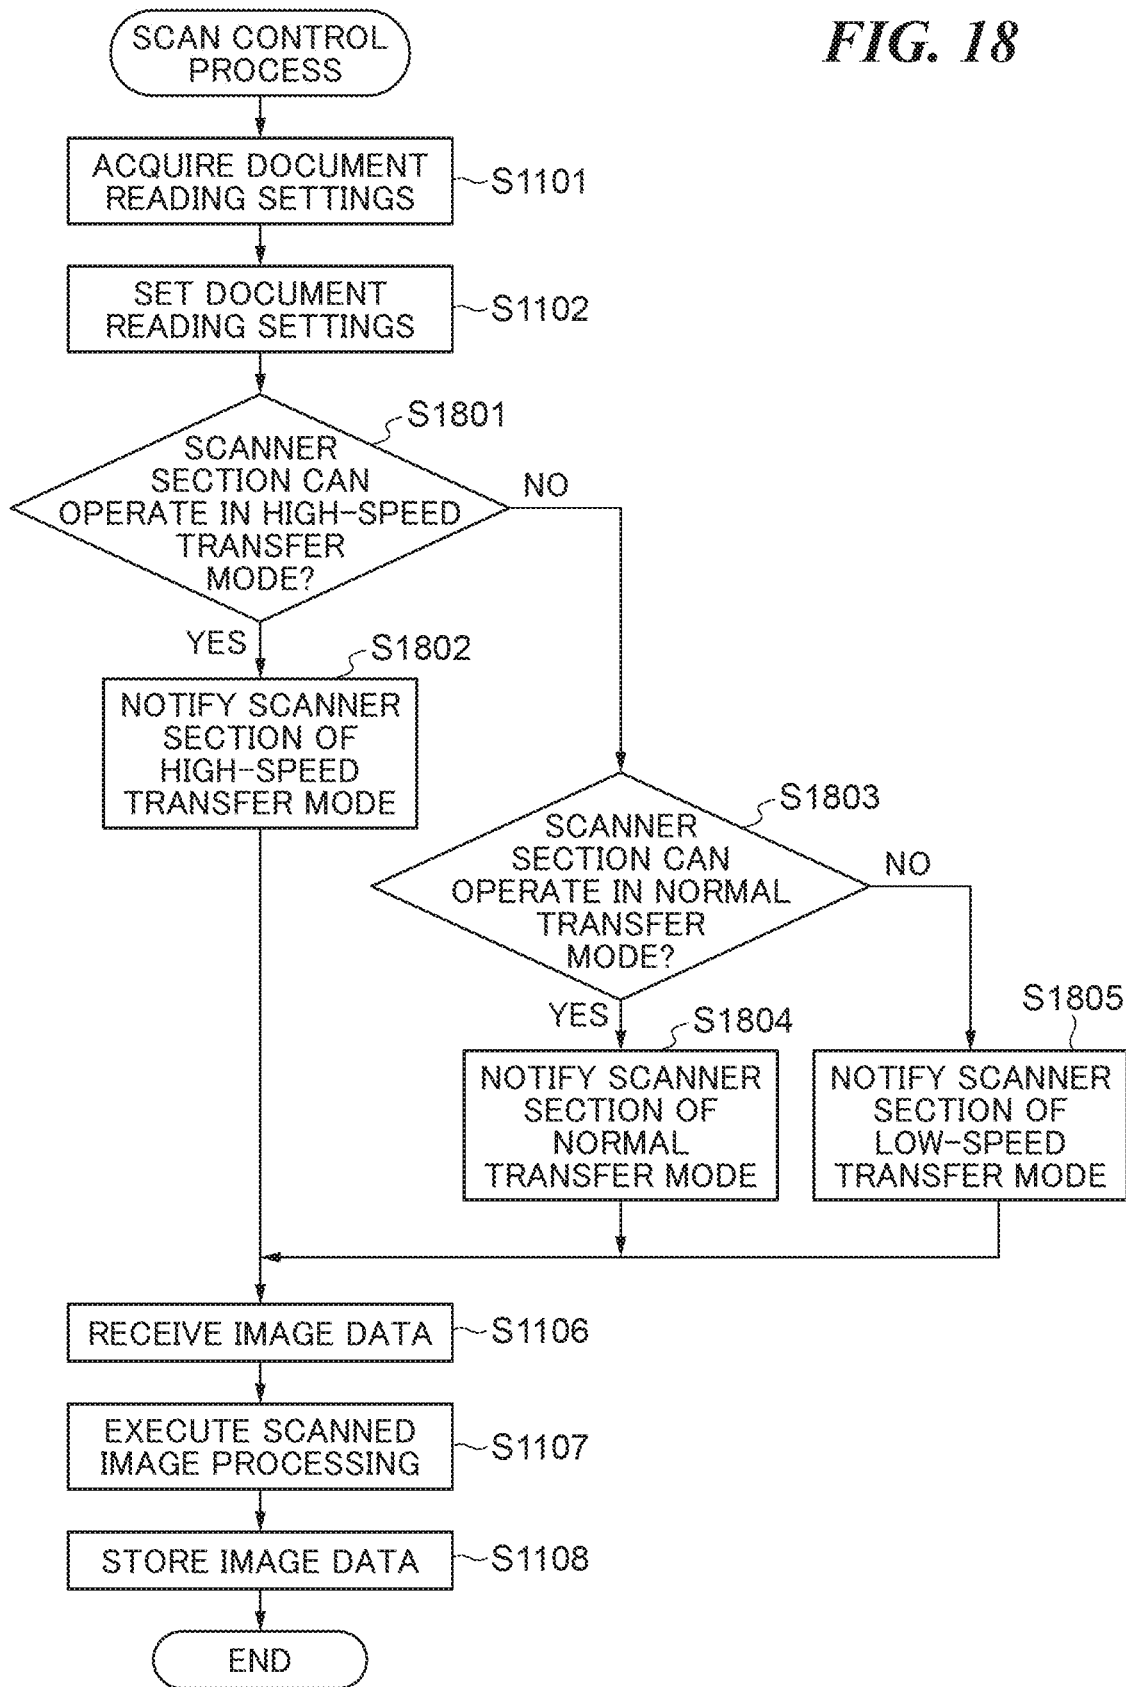 FIG. 18
SCAN CONTROL
PROCESS
ACQUIRE DOCUMENT
READING SETTINGS
S1101
SET DOCUMENT
READING SETTINGS
S1102
S1801
SCANNER
SECTION CAN
OPERATE IN HIGH-SPEED
TRANSFER
MODE?
NO
YES
S1802
NOTIFY SCANNER
SECTION OF
HIGH-SPEED
TRANSFER MODE
S1803
SCANNER
SECTION CAN
OPERATE IN NORMAL
TRANSFER
MODE?
NO
YES
S1804
NOTIFY SCANNER
SECTION OF
NORMAL
TRANSFER MODE
S1805
NOTIFY SCANNER
SECTION OF
LOW-SPEED
TRANSFER MODE
RECEIVE IMAGE DATA
S1106
EXECUTE SCANNED
IMAGE PROCESSING
S1107
STORE IMAGE DATA
S1108
END